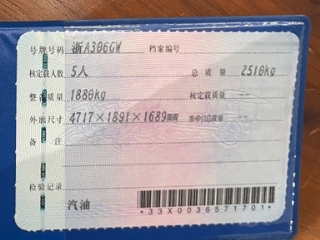 号牌号码 浙A306GW 档案编号
核定载人数 5人 总质量 2510kg
整备质量 1880kg 核定载质量 --
外廓尺寸 4717×1891×1689 --
备注
检验记录
汽油
*33X0036571701*